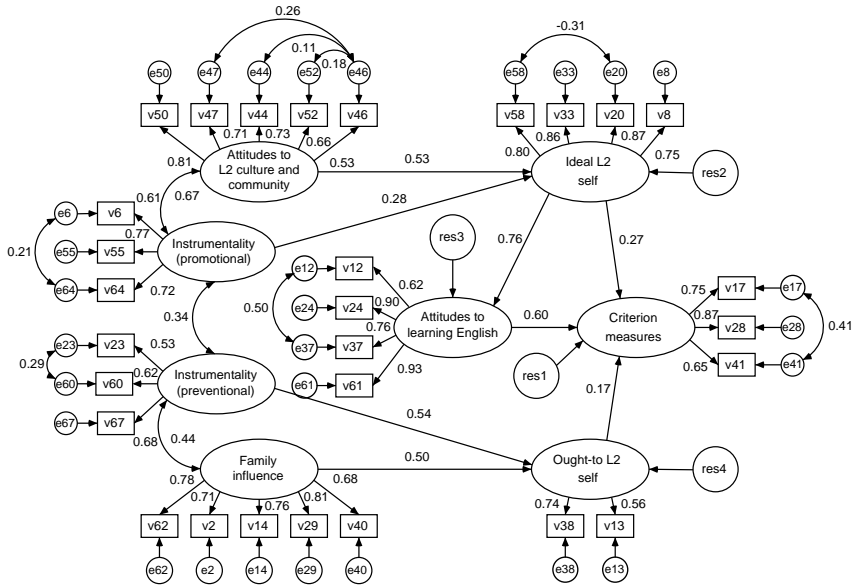 0.26
-0.31
0.11
0.18
e50
e47
e44
e52
e46
e58
e33
e20
e8
v50
v47
v44
v52
v46
v58
v33
v20
v8
0.71
0.73
0.66
0.86
0.87
0.80
0.75
0.81
0.53
0.53
Attitudes to
L2 culture and
community
Ideal L2
self
res2
0.61
0.67
e6
v6
0.28
0.77
0.21
e55
v55
Instrumentality
(promotional)
res3
0.76
0.27
e64
v64
0.72
e12
v12
0.62
0.50
e24
v24
0.90
0.76
e37
v37
Attitudes to
learning English
0.60
Criterion
measures
0.75
v17
e17
0.87
v28
e28
0.41
0.65
v41
e41
0.34
0.93
e61
v61
res1
0.17
e23
v23
0.53
0.29
e60
v60
0.62
Instrumentality
(preventional)
e67
v67
0.68
0.44
0.54
Family
influence
0.50
Ought-to L2
self
res4
0.78
0.71
0.76
0.81
0.68
0.74
0.56
v62
v2
v14
v29
v40
v38
v13
e62
e2
e14
e29
e40
e38
e13